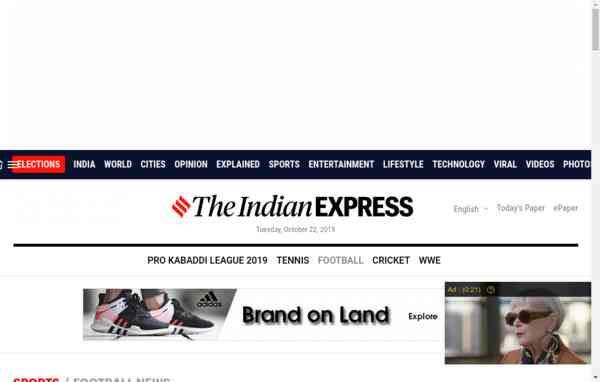 ELECTIONS INDIA WORLD CITIES OPINION EXPLAINED SPORTS ENTERTAINMENT LIFESTYLE TECHNOLOGY VIRAL VIDEOS PHOTOS
The Indian EXPRESS
English Today's Paper ePaper
Tuesday, October 22, 2019
PRO KABADDI LEAGUE 2019 TENNIS FOOTBALL CRICKET WWE
Ad : (0:21)
adidas
Brand on Land Explore
SPORTS / FOOTBALL NEWS